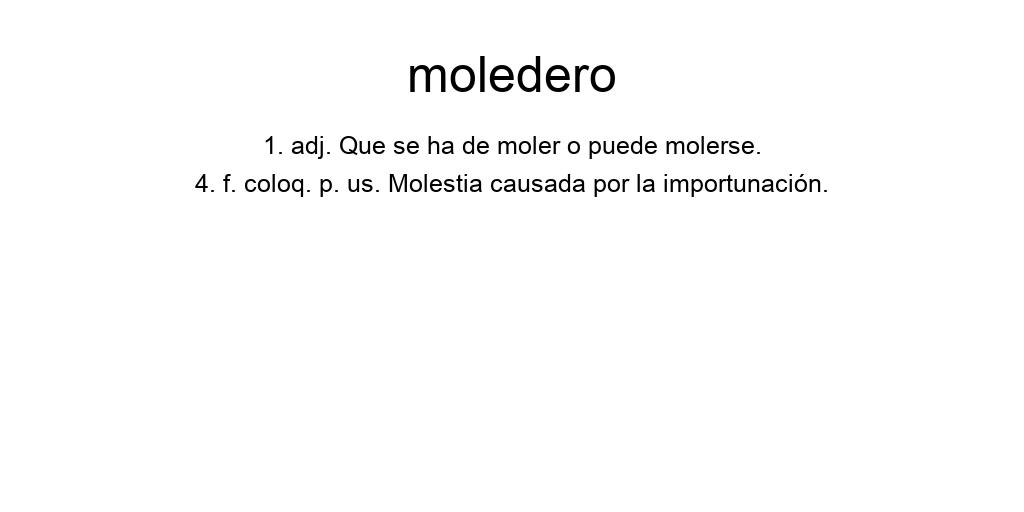 moledero
1. adj. Que se ha de moler o puede molerse.
4. f. coloq. p. us. Molestia causada por la importunación.